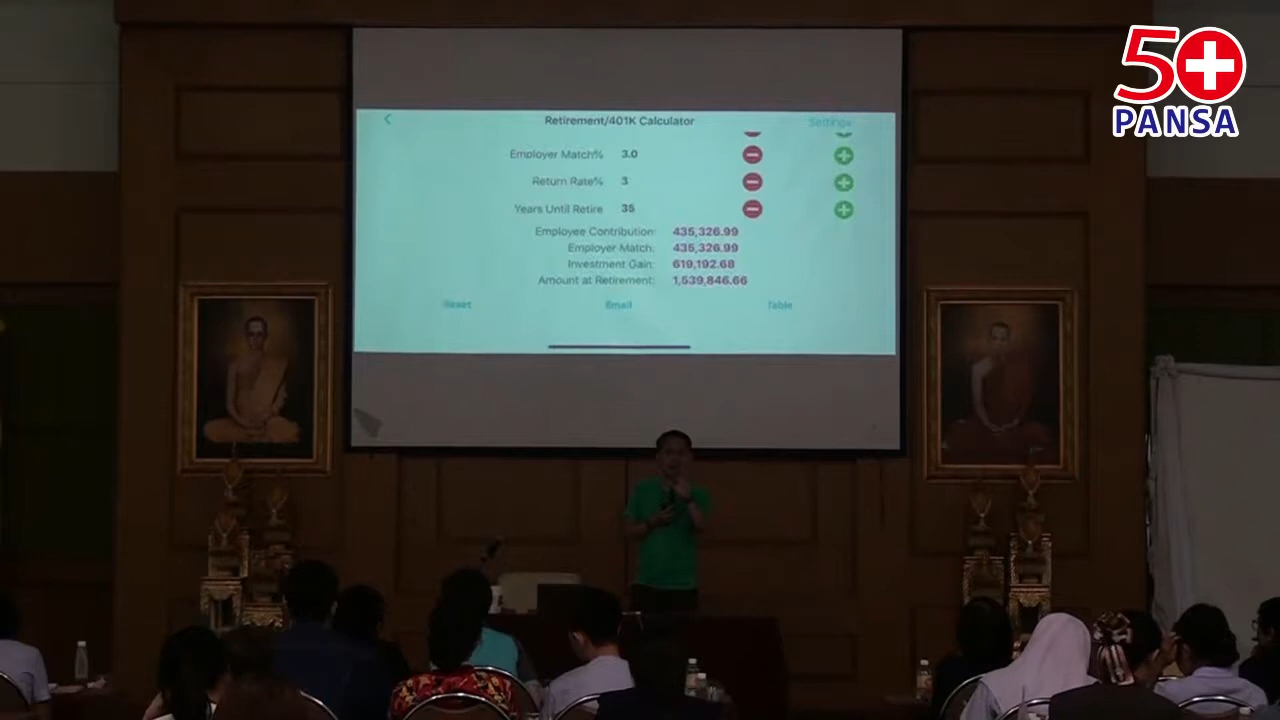 50
PANSA
Retirement/401K Calculator
Settings
Employer Match% 3.0
Return Rate% 3
Years Until Retire 35
Employee Contribution: 435,326.99
Employer Match: 435,326.99
Investment Gain: 619,192.68
Amount at Retirement: 1,539,846.66
Reset Email Table